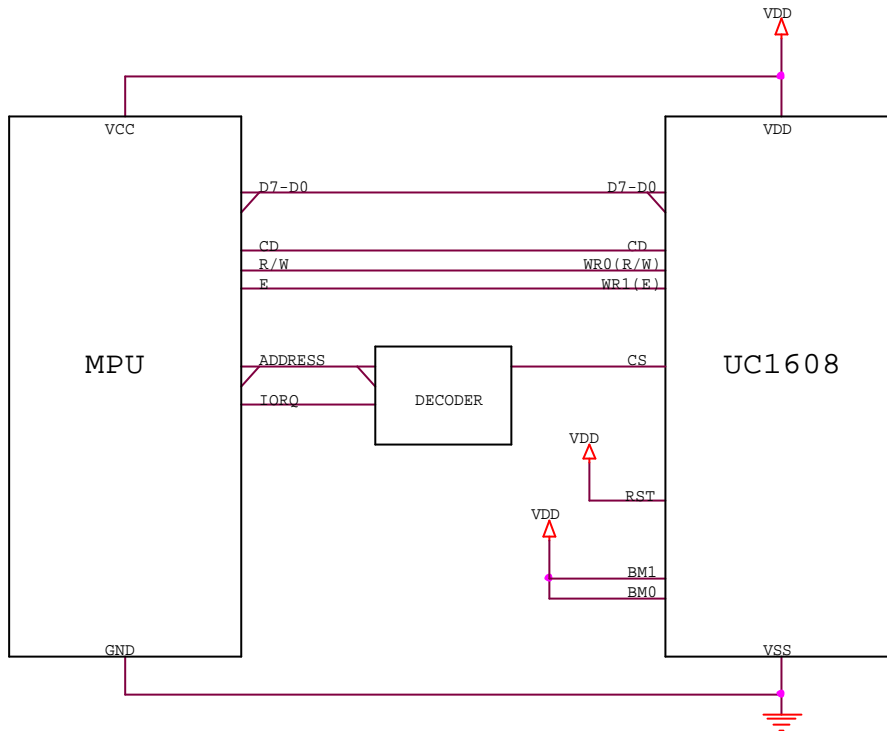 VDD
VCC VDD
D7-D0 D7-D0
CD CD
R/W WR0(R/W)
E WR1(E)
MPU ADDRESS CS UC1608
IORQ DECODER
VDD
RST
VDD
BM1
BM0
GND VSS